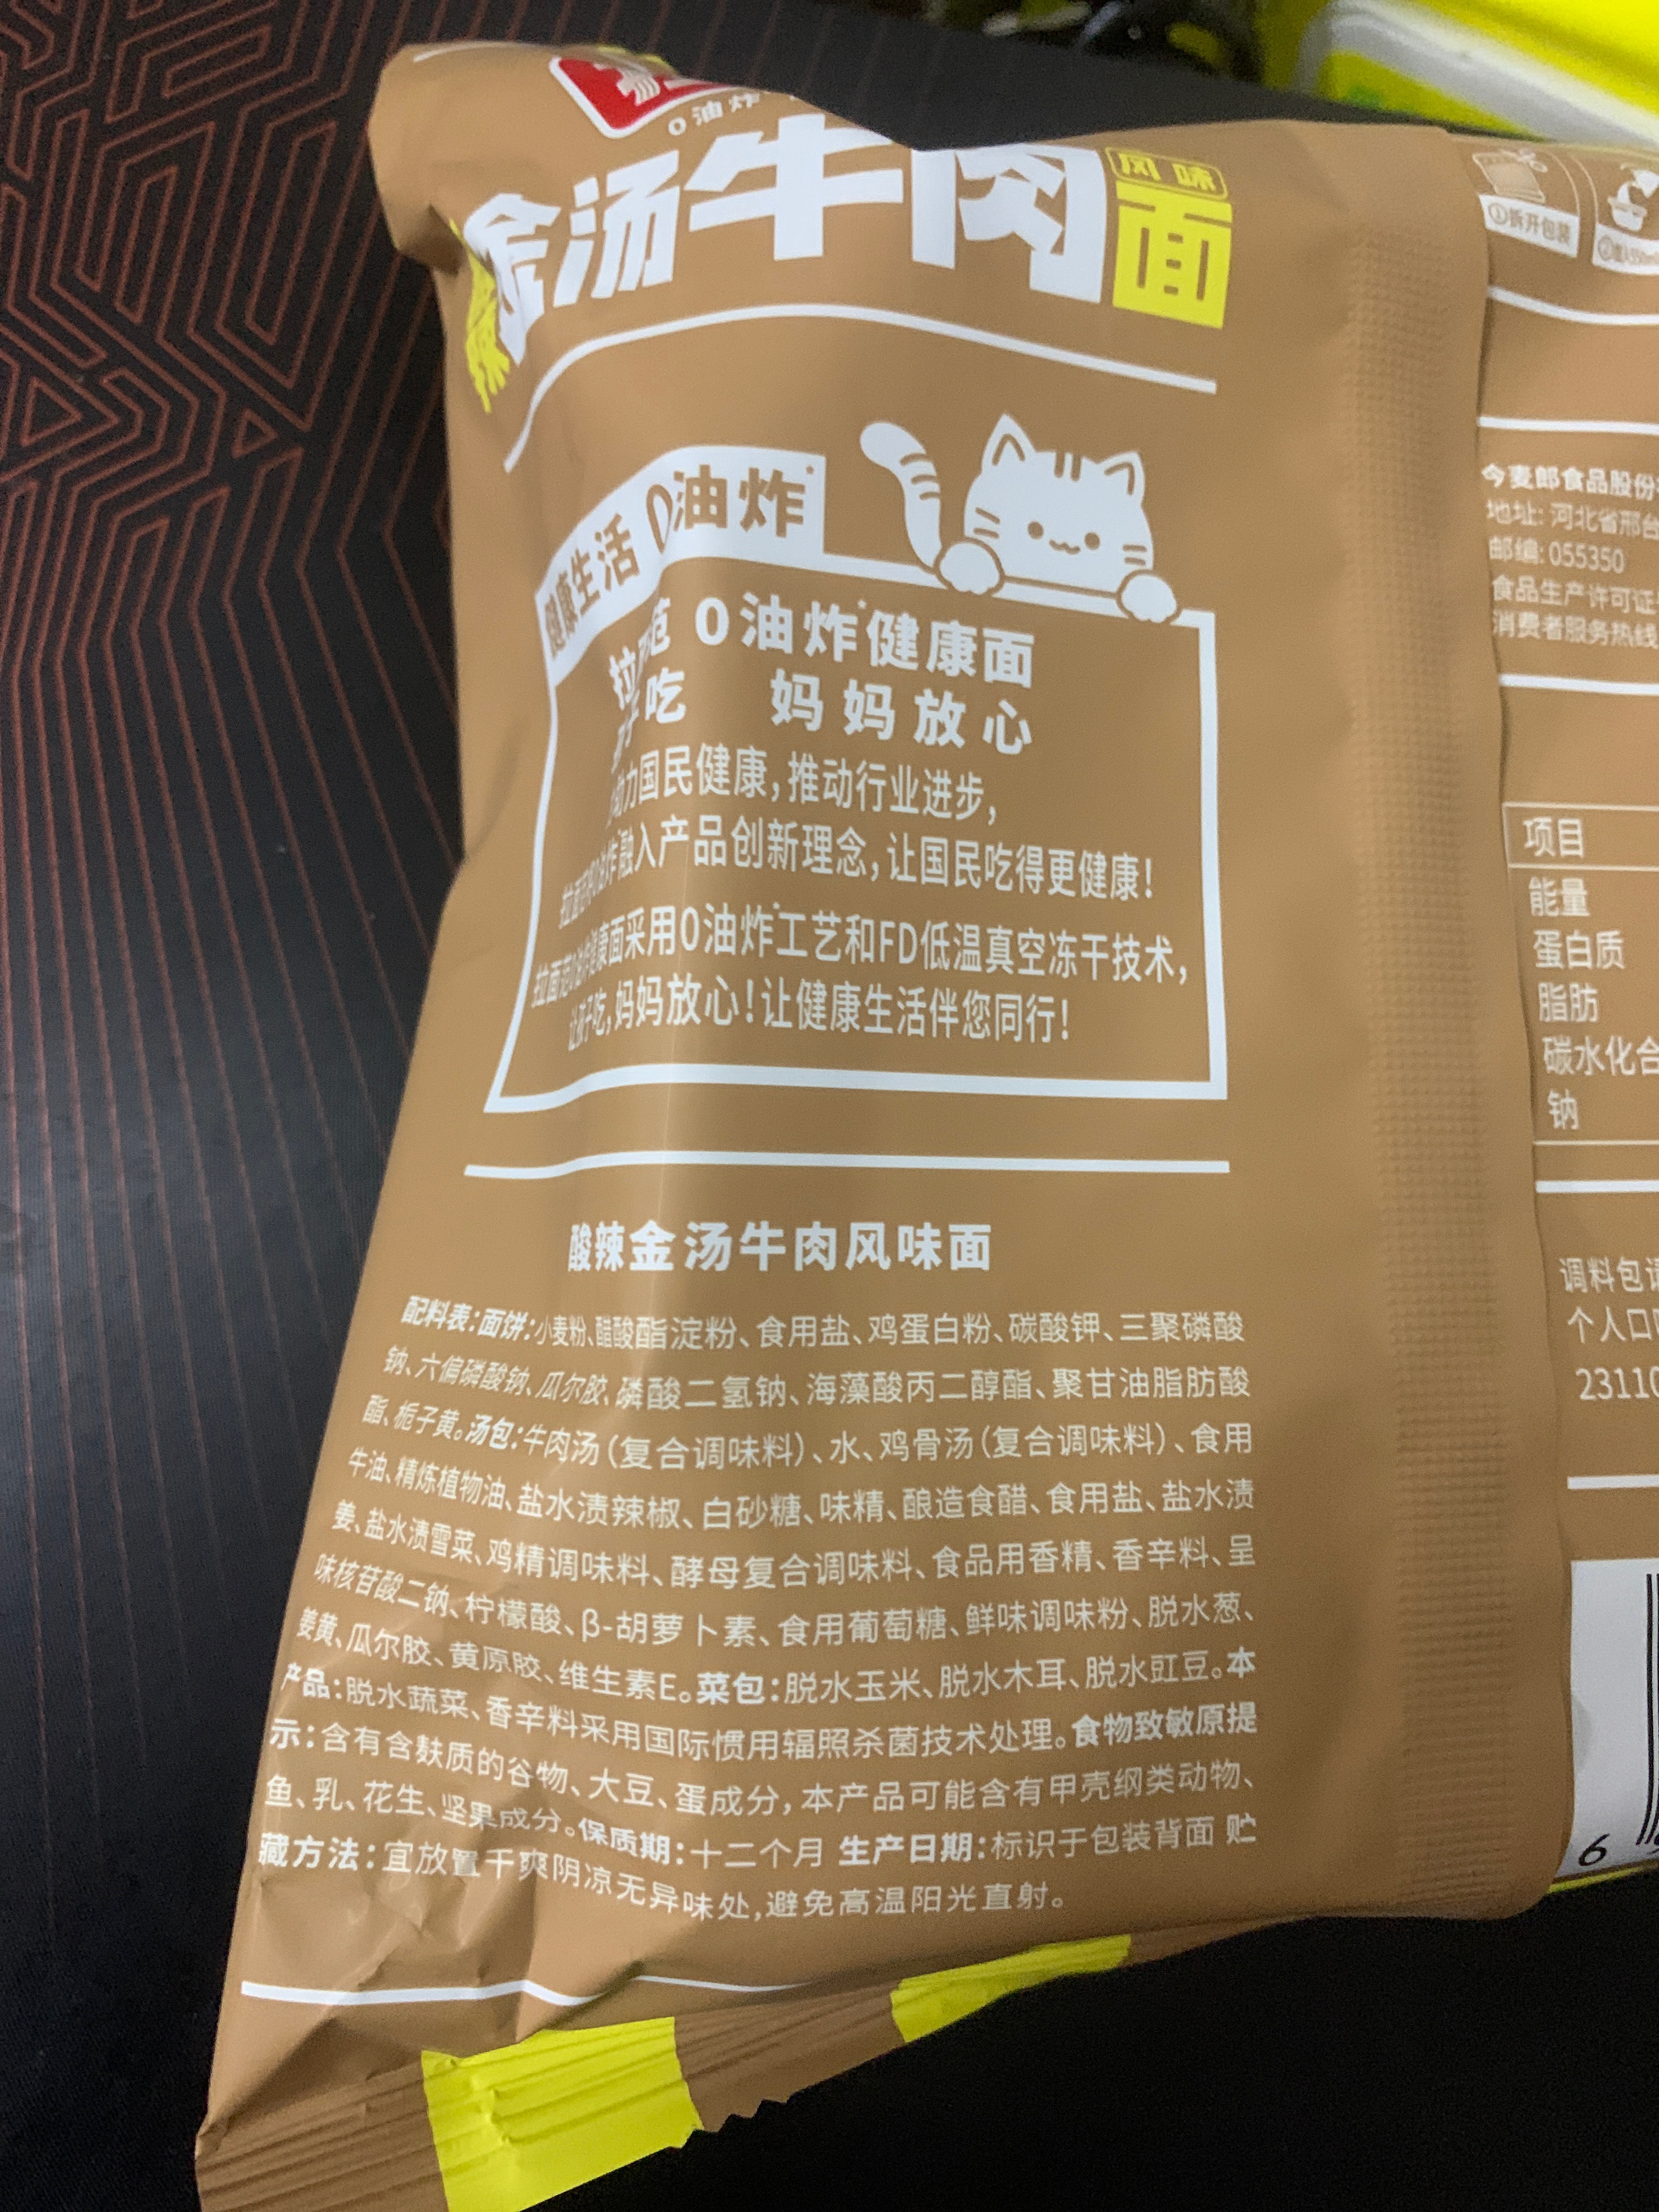 0油炸
金汤牛肉
风味
面
健康生活 0油炸*
0油炸*健康面
吃 妈妈放心
助力国民健康,推动行业进步,
融入产品创新理念,让国民吃得更健康!
拉面范0油炸*健康面采用0油炸*工艺和FD低温真空冻干技术,
让孩子吃,妈妈放心!让健康生活伴您同行!
酸辣金汤牛肉风味面
配料表:面饼:小麦粉、醋酸酯淀粉、食用盐、鸡蛋白粉、碳酸钾、三聚磷酸
钠、六偏磷酸钠、瓜尔胶、磷酸二氢钠、海藻酸丙二醇酯、聚甘油脂肪酸
酯、栀子黄。汤包:牛肉汤(复合调味料)、水、鸡骨汤(复合调味料)、食用
牛油、精炼植物油、盐水渍辣椒、白砂糖、味精、酿造食醋、食用盐、盐水渍
姜、盐水渍雪菜、鸡精调味料、酵母复合调味料、食品用香精、香辛料、呈
味核苷酸二钠、柠檬酸、β-胡萝卜素、食用葡萄糖、鲜味调味粉、脱水葱、
姜黄、瓜尔胶、黄原胶、维生素E。菜包:脱水玉米、脱水木耳、脱水豇豆。本
产品:脱水蔬菜、香辛料采用国际惯用辐照杀菌技术处理。食物致敏原提
示:含有含麸质的谷物、大豆、蛋成分,本产品可能含有甲壳纲类动物、
鱼、乳、花生、坚果成分。保质期:十二个月 生产日期:标识于包装背面 贮
藏方法:宜放置干爽阴凉无异味处,避免高温阳光直射。
①拆开包装
今麦郎食品股份
地址:河北省邢台
邮编:055350
食品生产许可证
消费者服务热线
项目
能量
蛋白质
脂肪
碳水化合
钠
调料包请
个人口味
23110
6